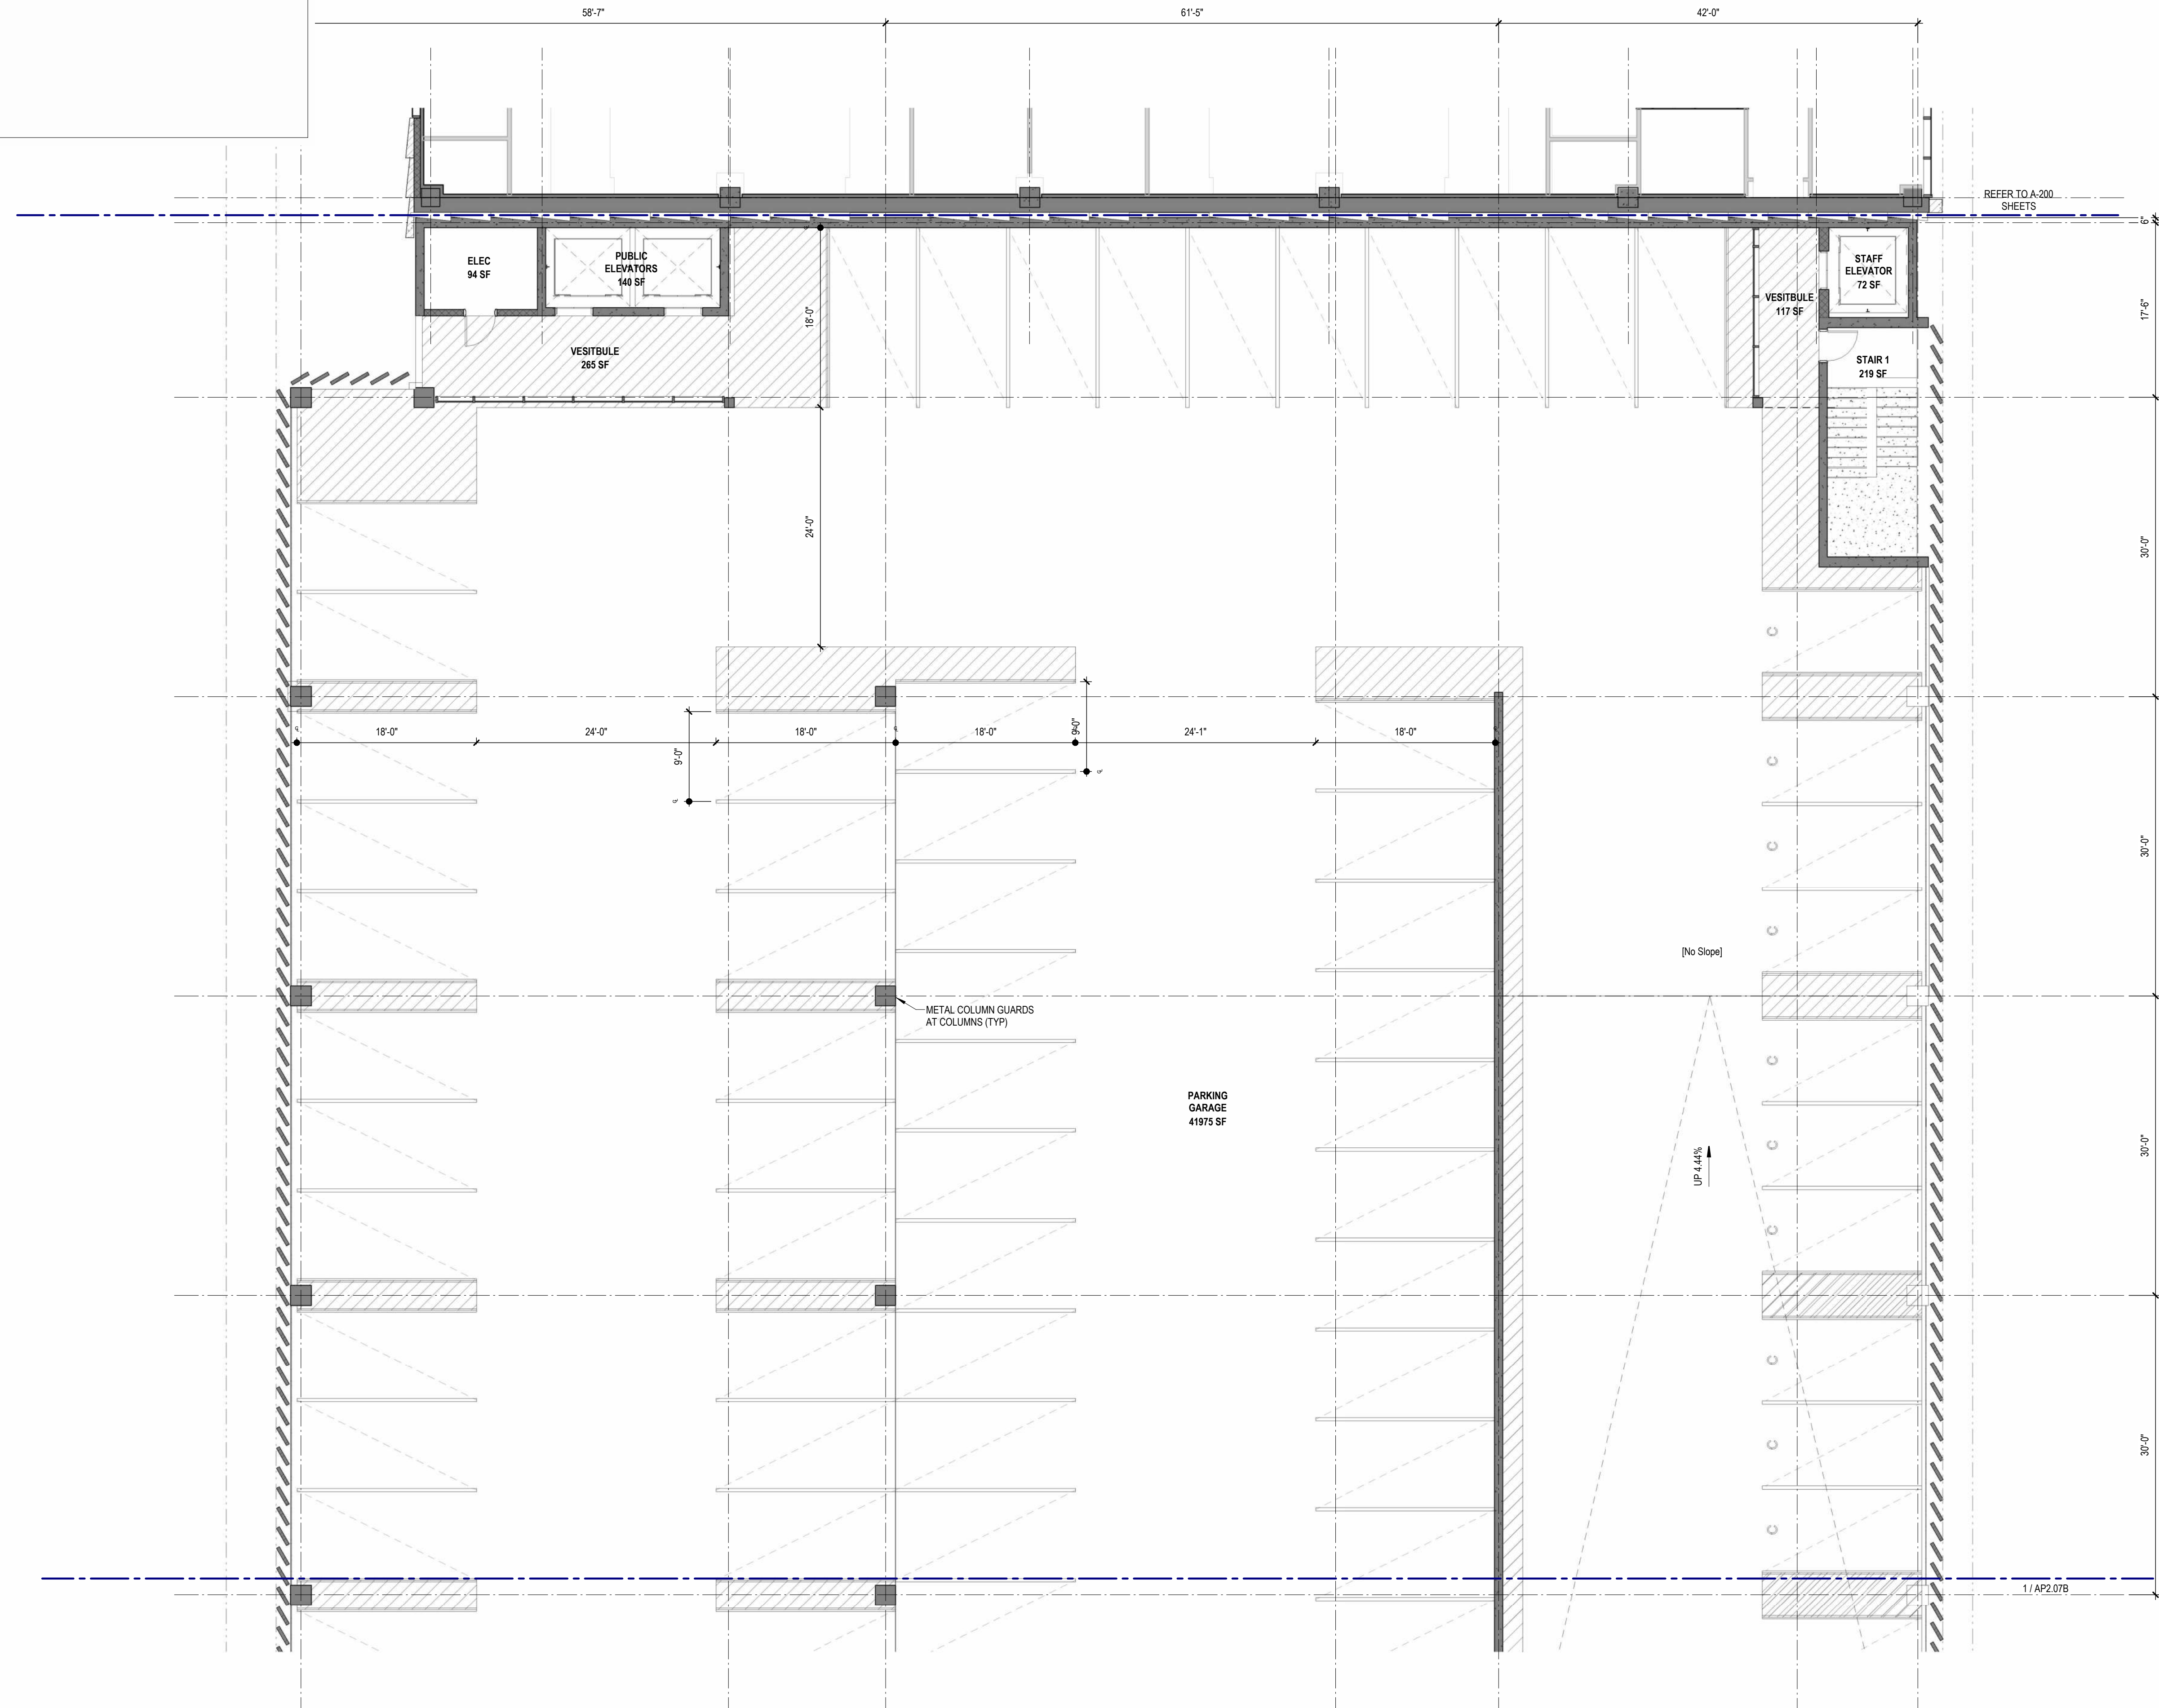 58'-7"
61'-5"
42'-0"
REFER TO A-200
SHEETS
6"
ELEC
94 SF
PUBLIC
ELEVATORS
140 SF
STAFF
ELEVATOR
72 SF
VESITBULE
117 SF
17'-6"
18'-0"
VESITBULE
265 SF
STAIR 1
219 SF
24'-0"
30'-0"
C
18'-0"
24'-0"
18'-0"
18'-0"
24'-1"
18'-0"
9'-0"
9'-0"
C
C
30'-0"
C
[No Slope]
METAL COLUMN GUARDS
AT COLUMNS (TYP)
C
PARKING
GARAGE
41975 SF
UP 4.44%
C
30'-0"
C
C
C
30'-0"
C
1 / AP2.07B